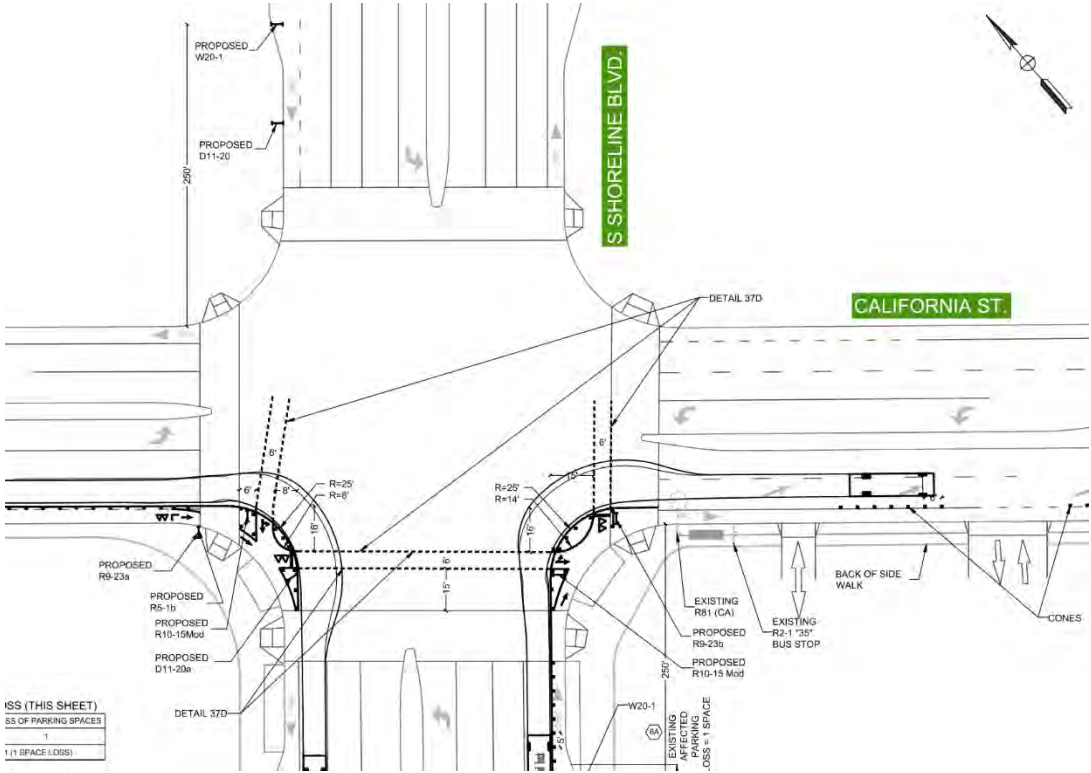 PROPOSED
W20-1
PROPOSED
D11-20
250'
S SHORELINE BLVD.
DETAIL 37D
CALIFORNIA ST.
6'
6'
8'
R=25'
R=8'
16'
R=25'
R=14'
15'
6'
16'
6'
15'
PROPOSED
R9-23a
PROPOSED
R5-1b
PROPOSED
R10-15Mod
PROPOSED
D11-20a
DETAIL 37D
EXISTING
R81 (CA)
PROPOSED
R9-23b
PROPOSED
R10-15 Mod
EXISTING
R2-1 "35"
BUS STOP
BACK OF SIDE
WALK
CONES
250'
W20-1
6A
EXISTING
AFFECTED
PARKING
LOSS = 1 SPACE
5'
OSS (THIS SHEET)
SS OF PARKING SPACES
1
1 (1 SPACE LOSS)